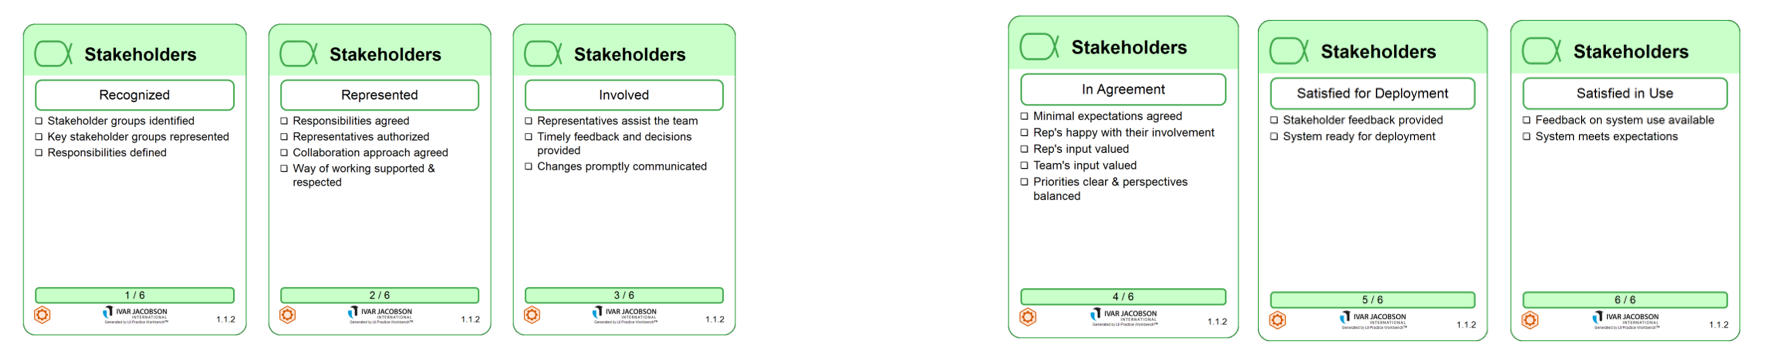 Stakeholders
Recognized
❑ Stakeholder groups identified
❑ Key stakeholder groups represented
❑ Responsibilities defined
1 / 6
IVAR JACOBSON
INTERNATIONAL
Generated by IJI Practice Workbench™
1.1.2
Stakeholders
Represented
❑ Responsibilities agreed
❑ Representatives authorized
❑ Collaboration approach agreed
❑ Way of working supported &
respected
2 / 6
IVAR JACOBSON
INTERNATIONAL
Generated by IJI Practice Workbench™
1.1.2
Stakeholders
Involved
❑ Representatives assist the team
❑ Timely feedback and decisions
provided
❑ Changes promptly communicated
3 / 6
IVAR JACOBSON
INTERNATIONAL
Generated by IJI Practice Workbench™
1.1.2
Stakeholders
In Agreement
❑ Minimal expectations agreed
❑ Rep's happy with their involvement
❑ Rep's input valued
❑ Team's input valued
❑ Priorities clear & perspectives
balanced
4 / 6
IVAR JACOBSON
INTERNATIONAL
Generated by IJI Practice Workbench™
1.1.2
Stakeholders
Satisfied for Deployment
❑ Stakeholder feedback provided
❑ System ready for deployment
5 / 6
IVAR JACOBSON
INTERNATIONAL
Generated by IJI Practice Workbench™
1.1.2
Stakeholders
Satisfied in Use
❑ Feedback on system use available
❑ System meets expectations
6 / 6
IVAR JACOBSON
INTERNATIONAL
Generated by IJI Practice Workbench™
1.1.2